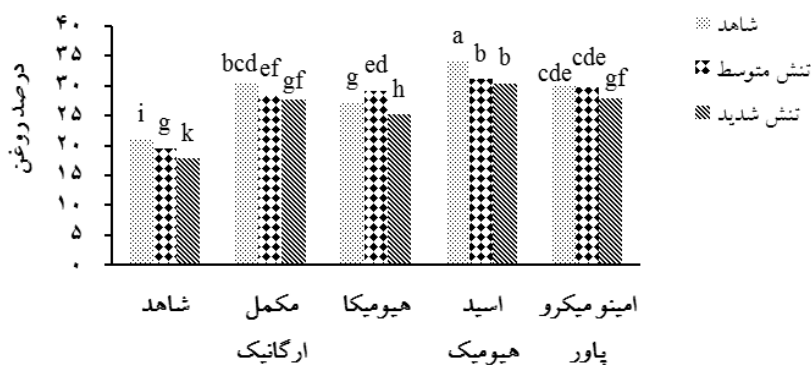 درصد روغن
۴۰
۳۵
۳۰
۲۵
۲۰
۱۵
۱۰
۵
۰
i g k
bcd ef gf
g ed h
a b b
cde cde gf
شاهد
مکمل ارگانیک
هیومیکا
اسید هیومیک
امینو میکرو پاور
شاهد
تنش متوسط
تنش شدید